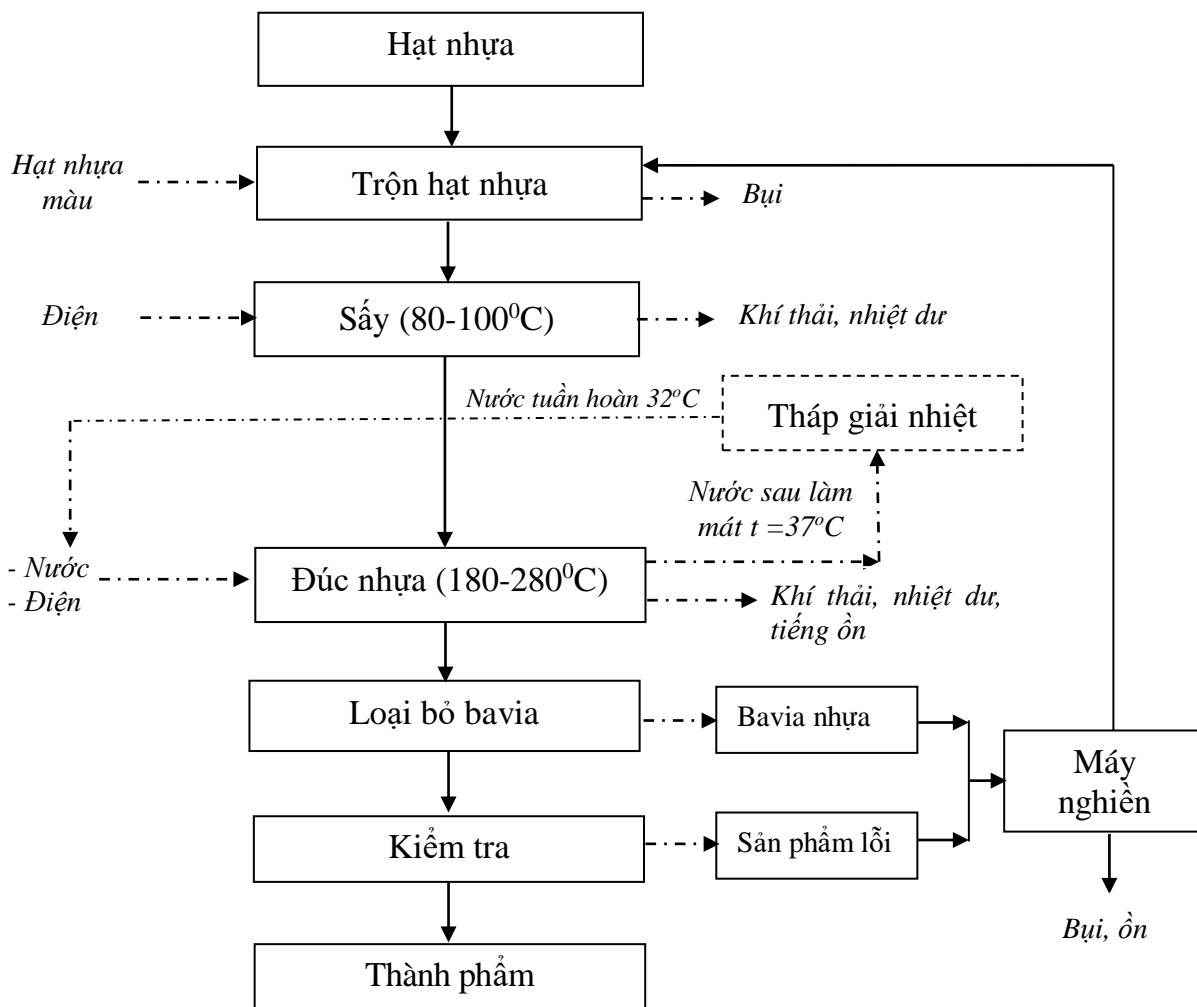 Hạt nhựa
Hạt nhựa
màu
Trộn hạt nhựa
Bụi
Điện
Sấy (80-100⁰C)
Khí thải, nhiệt dư
Nước tuần hoàn 32ᵒC
Tháp giải nhiệt
Nước sau làm
mát t =37ᵒC
- Nước
- Điện
Đúc nhựa (180-280⁰C)
Khí thải, nhiệt dư,
tiếng ồn
Loại bỏ bavia
Bavia nhựa
Máy
nghiền
Kiểm tra
Sản phẩm lỗi
Bụi, ồn
Thành phẩm